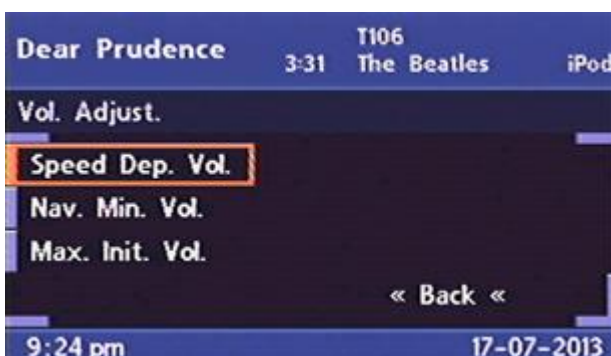 Dear Prudence 3:31 T106 The Beatles iPod
Vol. Adjust.
Speed Dep. Vol.
Nav. Min. Vol.
Max. Init. Vol.
« Back «
9:24 pm 17-07-2013